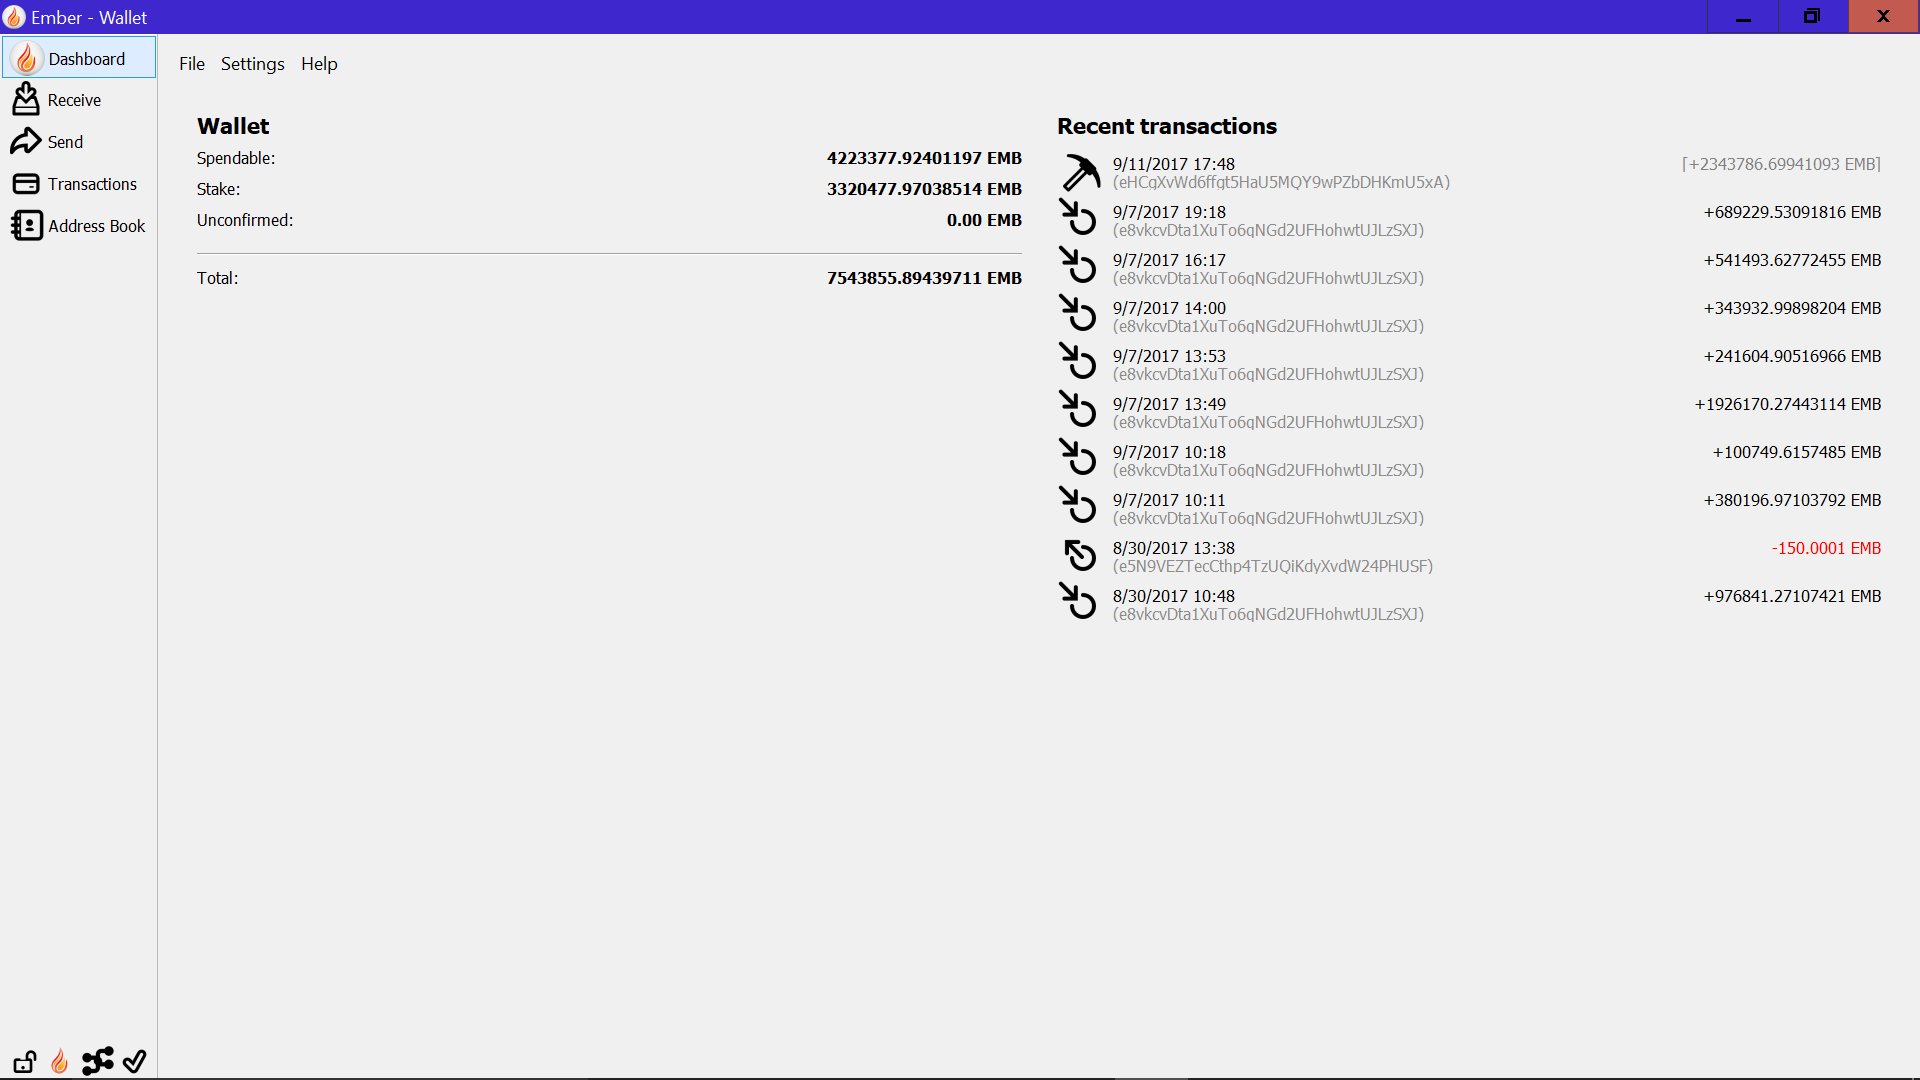 Ember - Wallet
Dashboard
Receive
Send
Transactions
Address Book
File Settings Help
Wallet
Spendable: 4223377.92401197 EMB
Stake: 3320477.97038514 EMB
Unconfirmed: 0.00 EMB
Total: 7543855.89439711 EMB
Recent transactions
9/11/2017 17:48 [+2343786.69941093 EMB]
(eHCgXvWd6ffgt5HaU5MQY9wPZbDHKmU5xA)
9/7/2017 19:18 +689229.53091816 EMB
(e8vkcvDta1XuTo6qNGd2UFHohwtUJLzSXJ)
9/7/2017 16:17 +541493.62772455 EMB
(e8vkcvDta1XuTo6qNGd2UFHohwtUJLzSXJ)
9/7/2017 14:00 +343932.99898204 EMB
(e8vkcvDta1XuTo6qNGd2UFHohwtUJLzSXJ)
9/7/2017 13:53 +241604.90516966 EMB
(e8vkcvDta1XuTo6qNGd2UFHohwtUJLzSXJ)
9/7/2017 13:49 +1926170.27443114 EMB
(e8vkcvDta1XuTo6qNGd2UFHohwtUJLzSXJ)
9/7/2017 10:18 +100749.6157485 EMB
(e8vkcvDta1XuTo6qNGd2UFHohwtUJLzSXJ)
9/7/2017 10:11 +380196.97103792 EMB
(e8vkcvDta1XuTo6qNGd2UFHohwtUJLzSXJ)
8/30/2017 13:38 -150.0001 EMB
(e5N9VEZTecCthp4TzUQiKdyXvdW24PHUSF)
8/30/2017 10:48 +976841.27107421 EMB
(e8vkcvDta1XuTo6qNGd2UFHohwtUJLzSXJ)